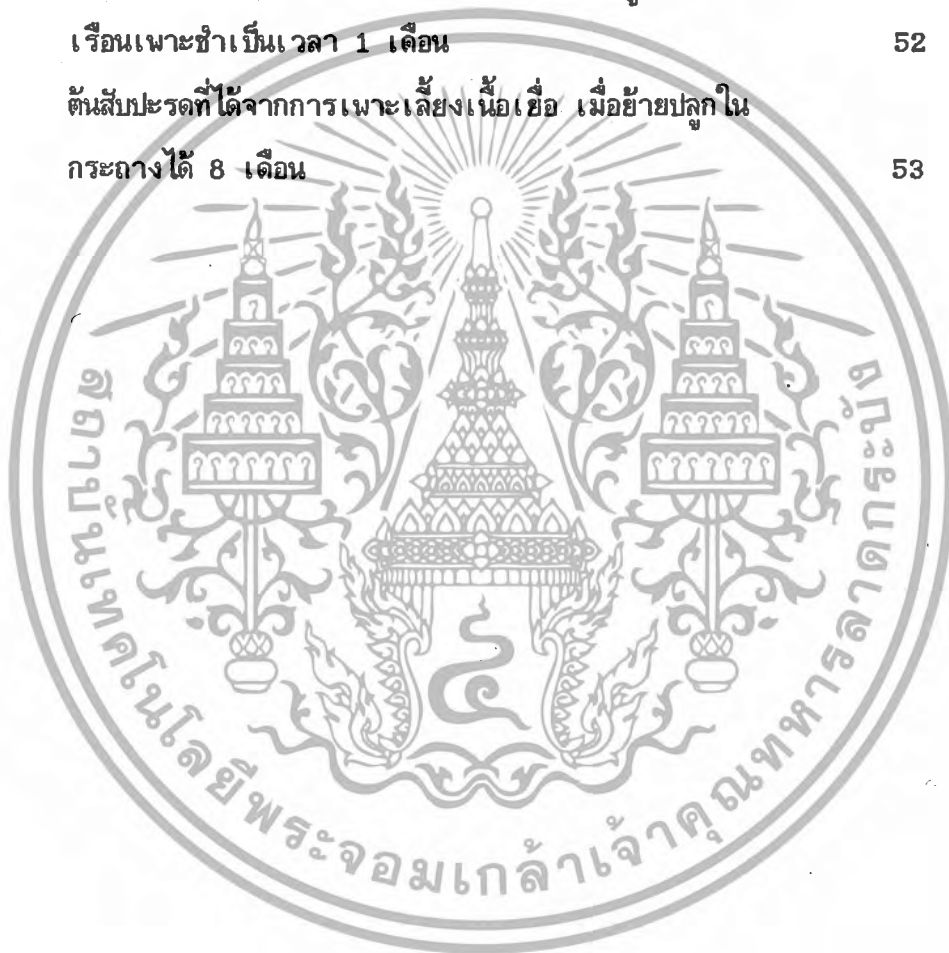 เรือนเพาะชำเป็นเวลา 1 เดือน 52
ต้นสับปะรดที่ได้จากการเพาะเลี้ยงเนื้อเยื่อ เมื่อย้ายปลูกใน
กระถางได้ 8 เดือน 53
สถาบันเทคโนโลยีพระจอมเกล้าเจ้าคุณทหารลาดกระบัง
๔